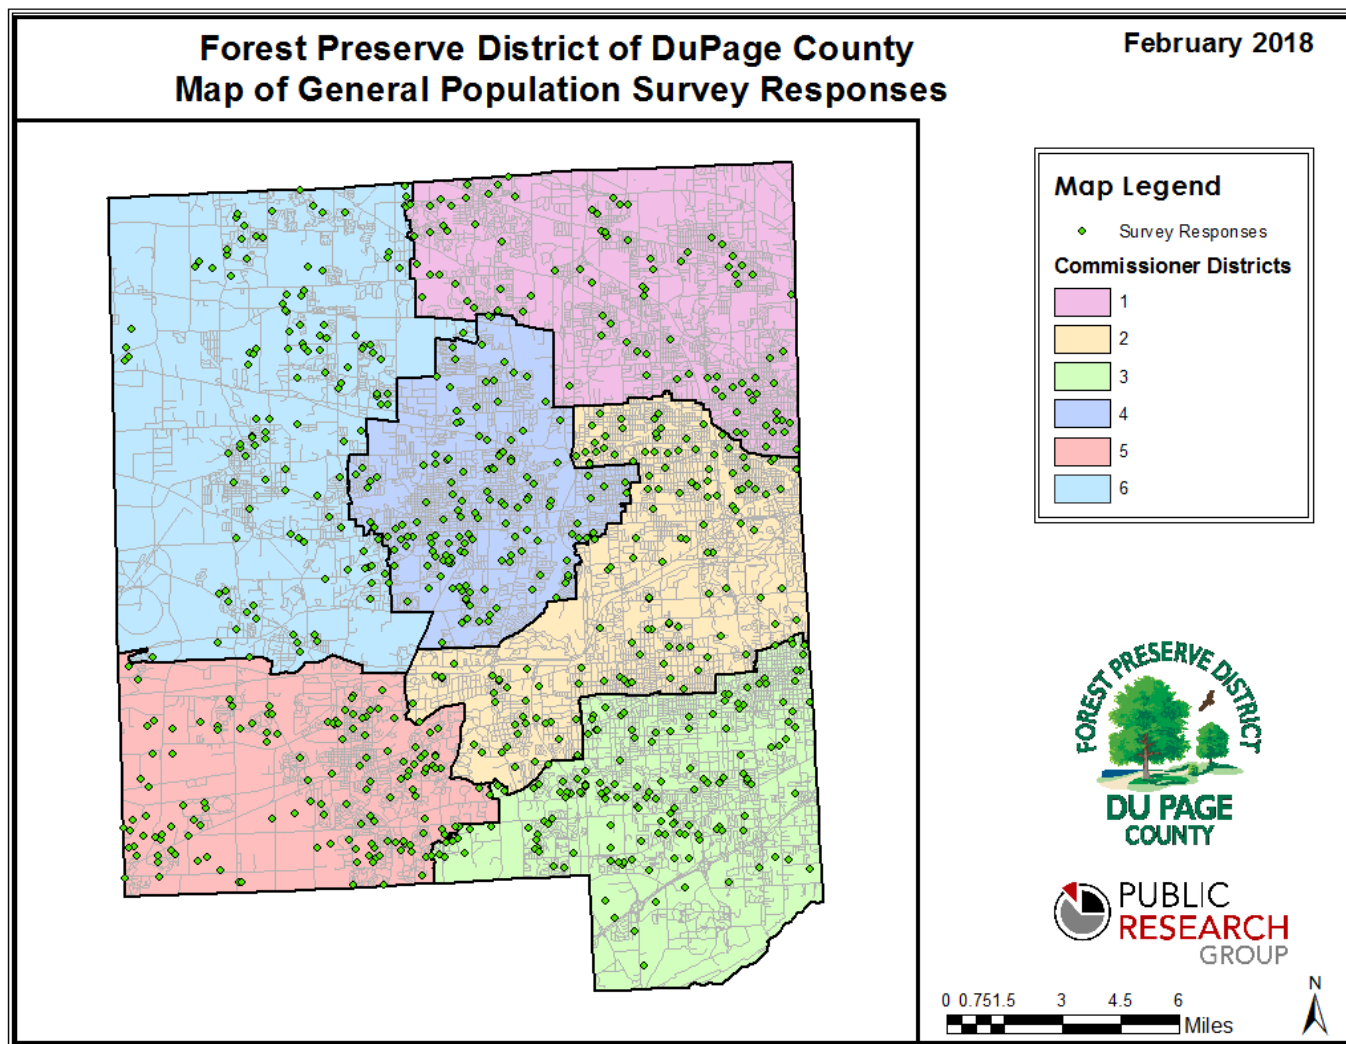 Forest Preserve District of DuPage County
Map of General Population Survey Responses
February 2018
Map Legend
Survey Responses
Commissioner Districts
1
2
3
4
5
6
FOREST PRESERVE DISTRICT
DU PAGE
COUNTY
PUBLIC
RESEARCH
GROUP
N
0 0.751.5 3 4.5 6
Miles